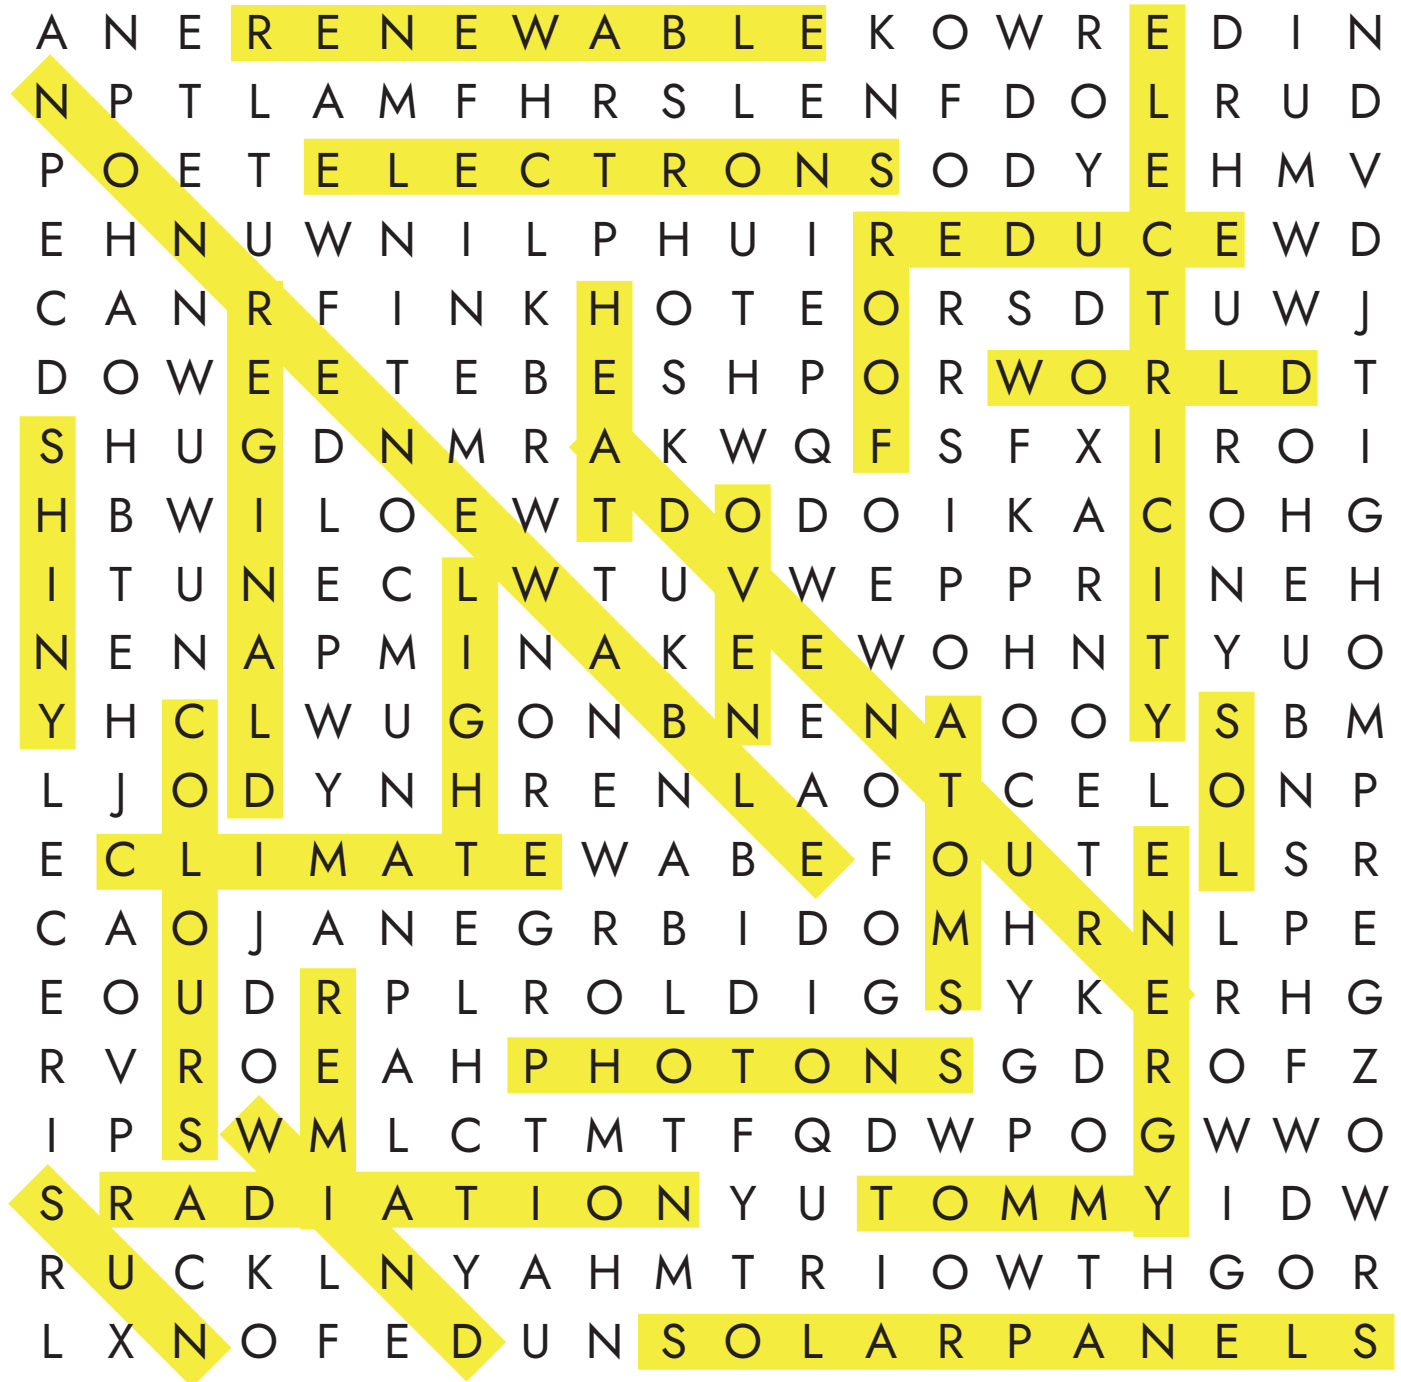 A N E R E N E W A B L E K O W R E D I N
N P T L A M F H R S L E N F D O L R U D
P O E T E L E C T R O N S O D Y E H M V
E H N U W N I L P H U I R E D U C E W D
C A N R F I N K H O T E O R S D T U W J
D O W E E T E B E S H P O R W O R L D T
S H U G D N M R A K W Q F S F X I R O I
H B W I L O E W T D O D O I K A C O H G
I T U N E C L W T U V W E P P R I N E H
N E N A P M I N A K E E W O H N T Y U O
Y H C L W U G O N B N E N A O O Y S B M
L J O D Y N H R E N L A O T C E L O N P
E C L I M A T E W A B E F O U T E L S R
C A O J A N E G R B I D O M H R N L P E
E O U D R P L R O L D I G S Y K E R H G
R V R O E A H P H O T O N S G D R O F Z
I P S W M L C T M T F Q D W P O G W W O
S R A D I A T I O N Y U T O M M Y I D W
R U C K L N Y A H M T R I O W T H G O R
L X N O F E D U N S O L A R P A N E L S